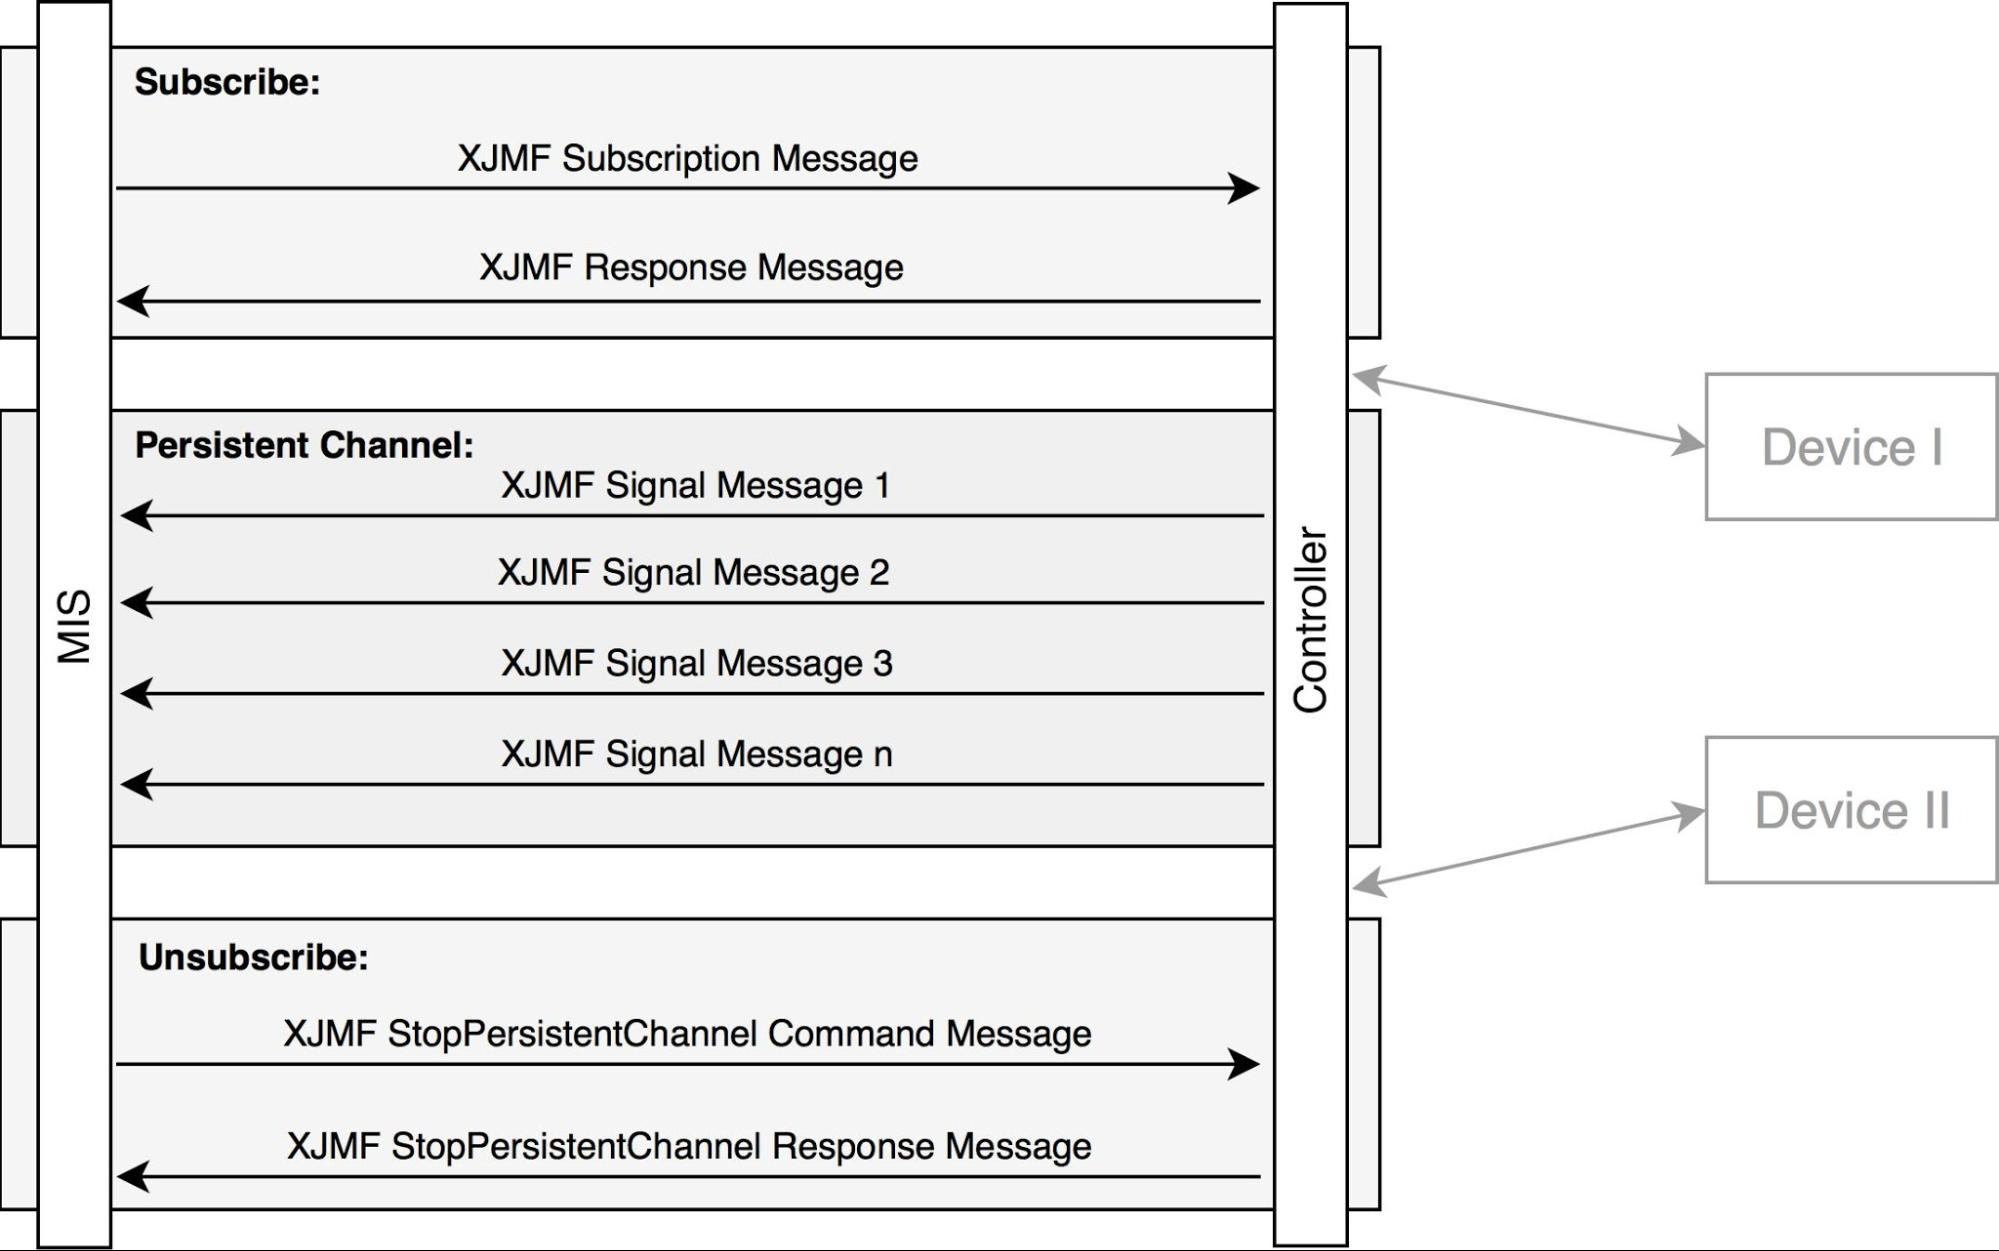 Subscribe:
XJMF Subscription Message
XJMF Response Message
Persistent Channel:
XJMF Signal Message 1
XJMF Signal Message 2
XJMF Signal Message 3
XJMF Signal Message n
Unsubscribe:
XJMF StopPersistentChannel Command Message
XJMF StopPersistentChannel Response Message
MIS
Controller
Device I
Device II